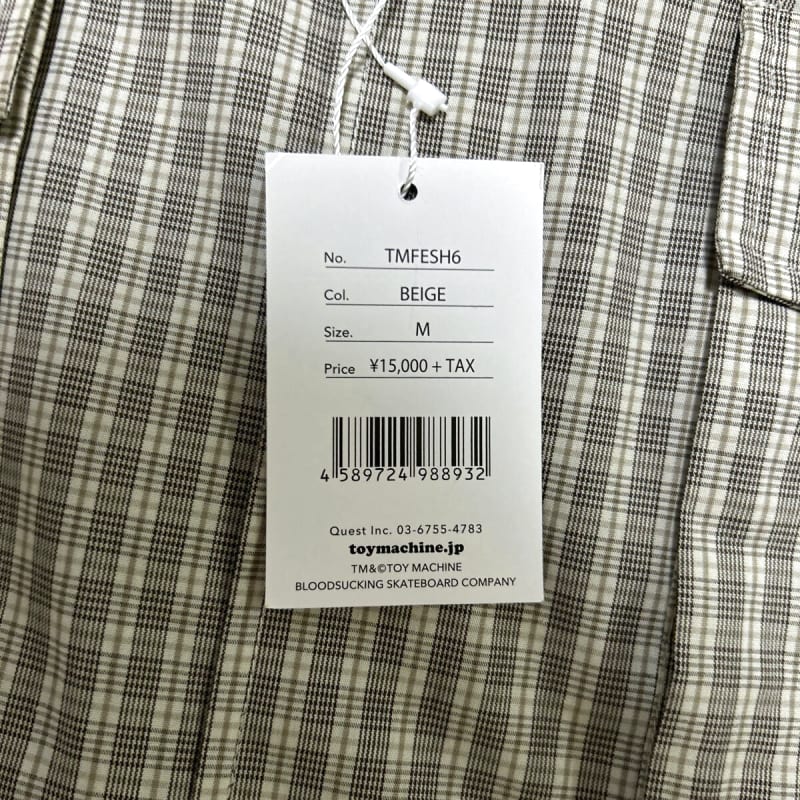 No. TMFESH6
Col. BEIGE
Size. M
Price ¥15,000 + TAX
4 589724 988932
Quest Inc. 03-6755-4783
toymachine.jp
TM&©TOY MACHINE
BLOODSUCKING SKATEBOARD COMPANY